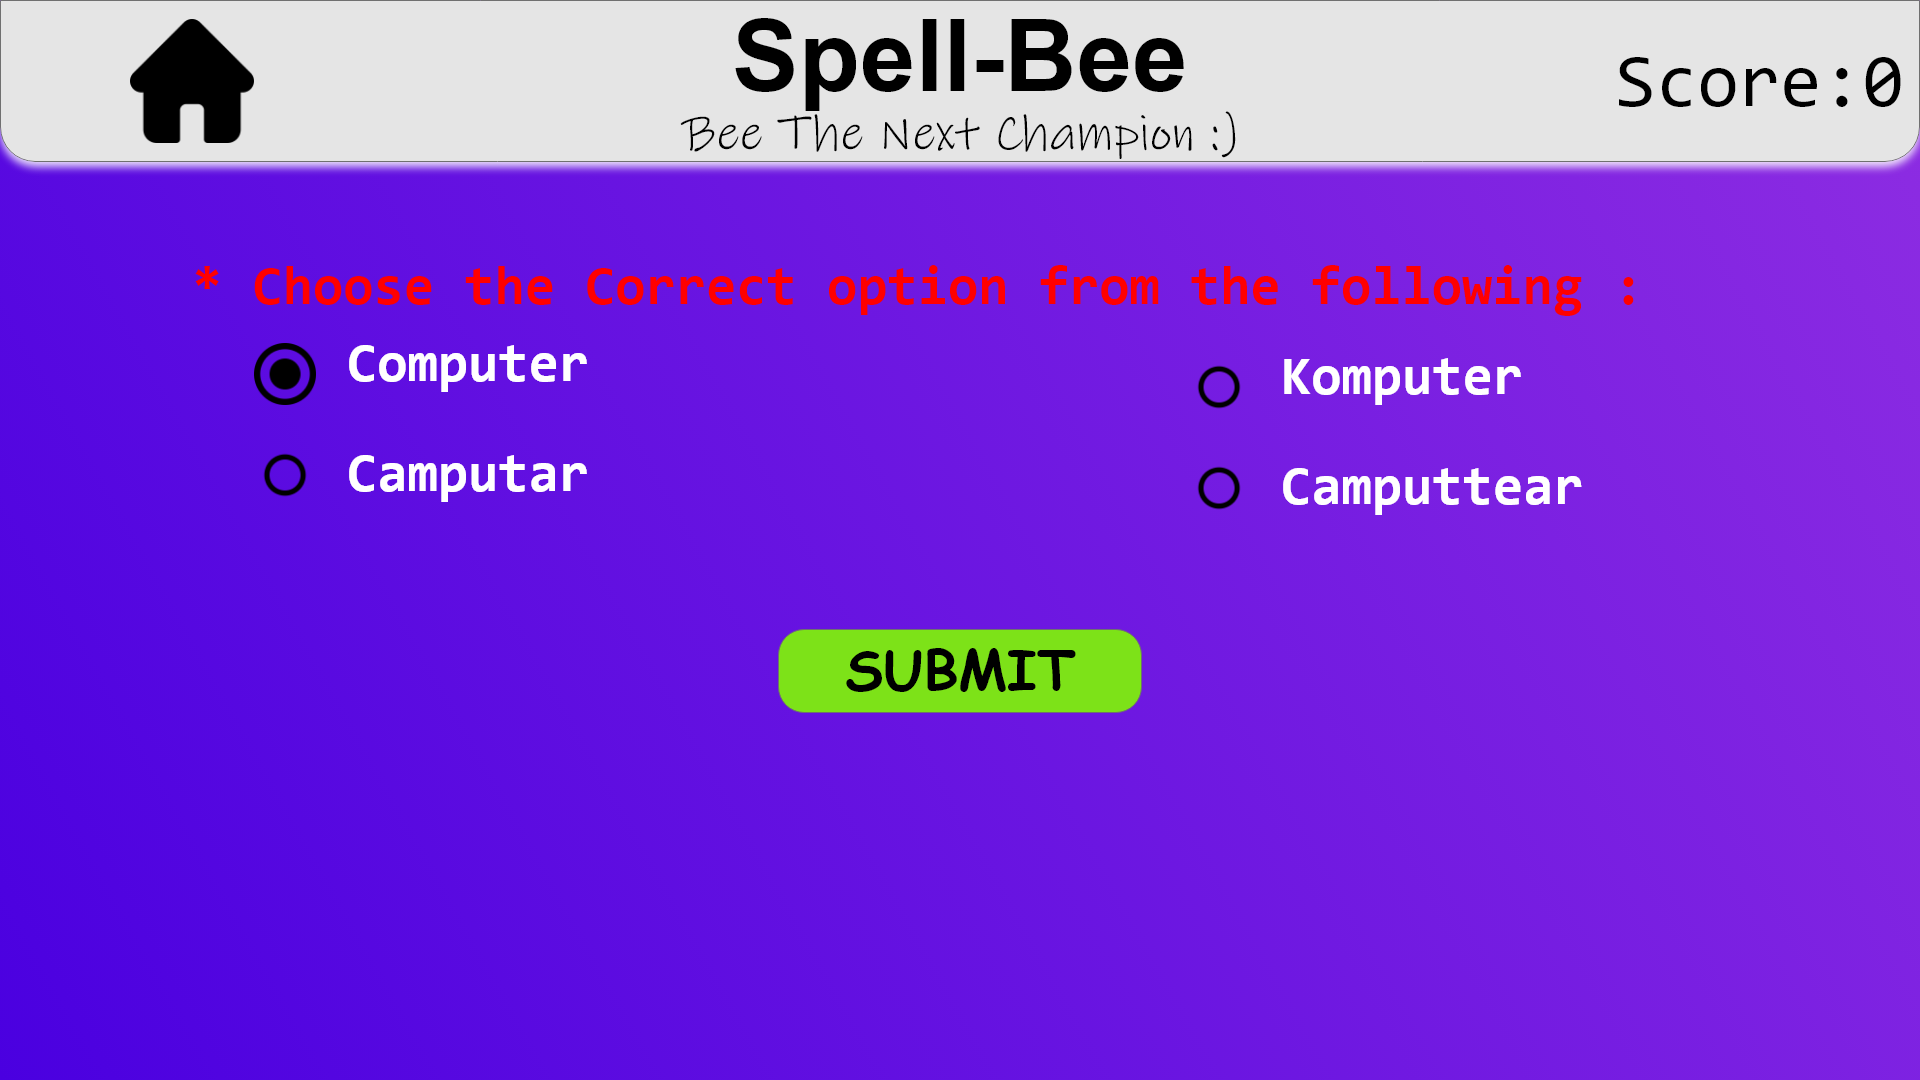 Spell-Bee
Bee The Next Champion :)
Score:0
* Choose the Correct option from the following :
Computer
Komputer
Camputar
Camputtear
SUBMIT